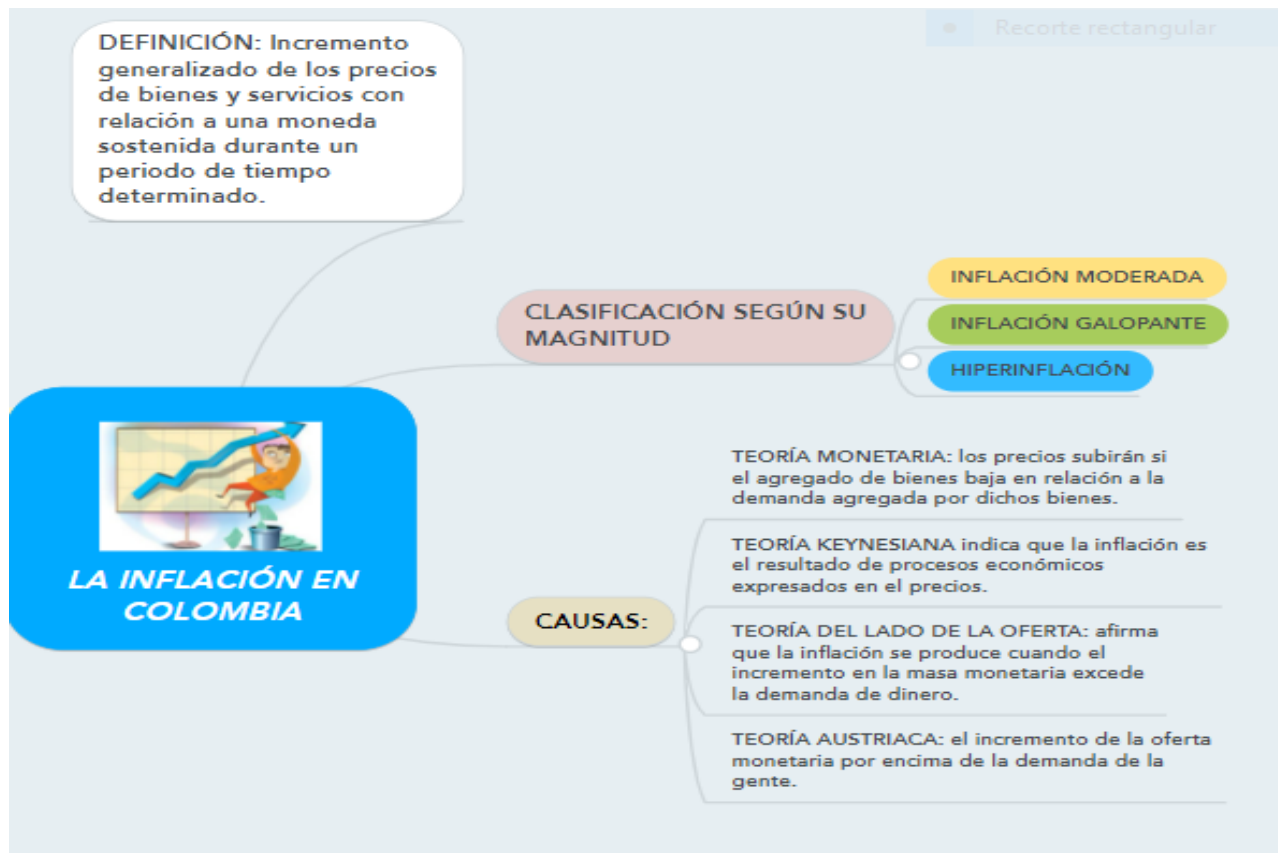 Recorte rectangular
DEFINICIÓN: Incremento
generalizado de los precios
de bienes y servicios con
relación a una moneda
sostenida durante un
periodo de tiempo
determinado.
CLASIFICACIÓN SEGÚN SU
MAGNITUD
INFLACIÓN MODERADA
INFLACIÓN GALOPANTE
HIPERINFLACIÓN
LA INFLACIÓN EN
COLOMBIA
CAUSAS:
TEORÍA MONETARIA: los precios subirán si
el agregado de bienes baja en relación a la
demanda agregada por dichos bienes.
TEORÍA KEYNESIANA indica que la inflación es
el resultado de procesos económicos
expresados en el precios.
TEORÍA DEL LADO DE LA OFERTA: afirma
que la inflación se produce cuando el
incremento en la masa monetaria excede
la demanda de dinero.
TEORÍA AUSTRIACA: el incremento de la oferta
monetaria por encima de la demanda de la
gente.